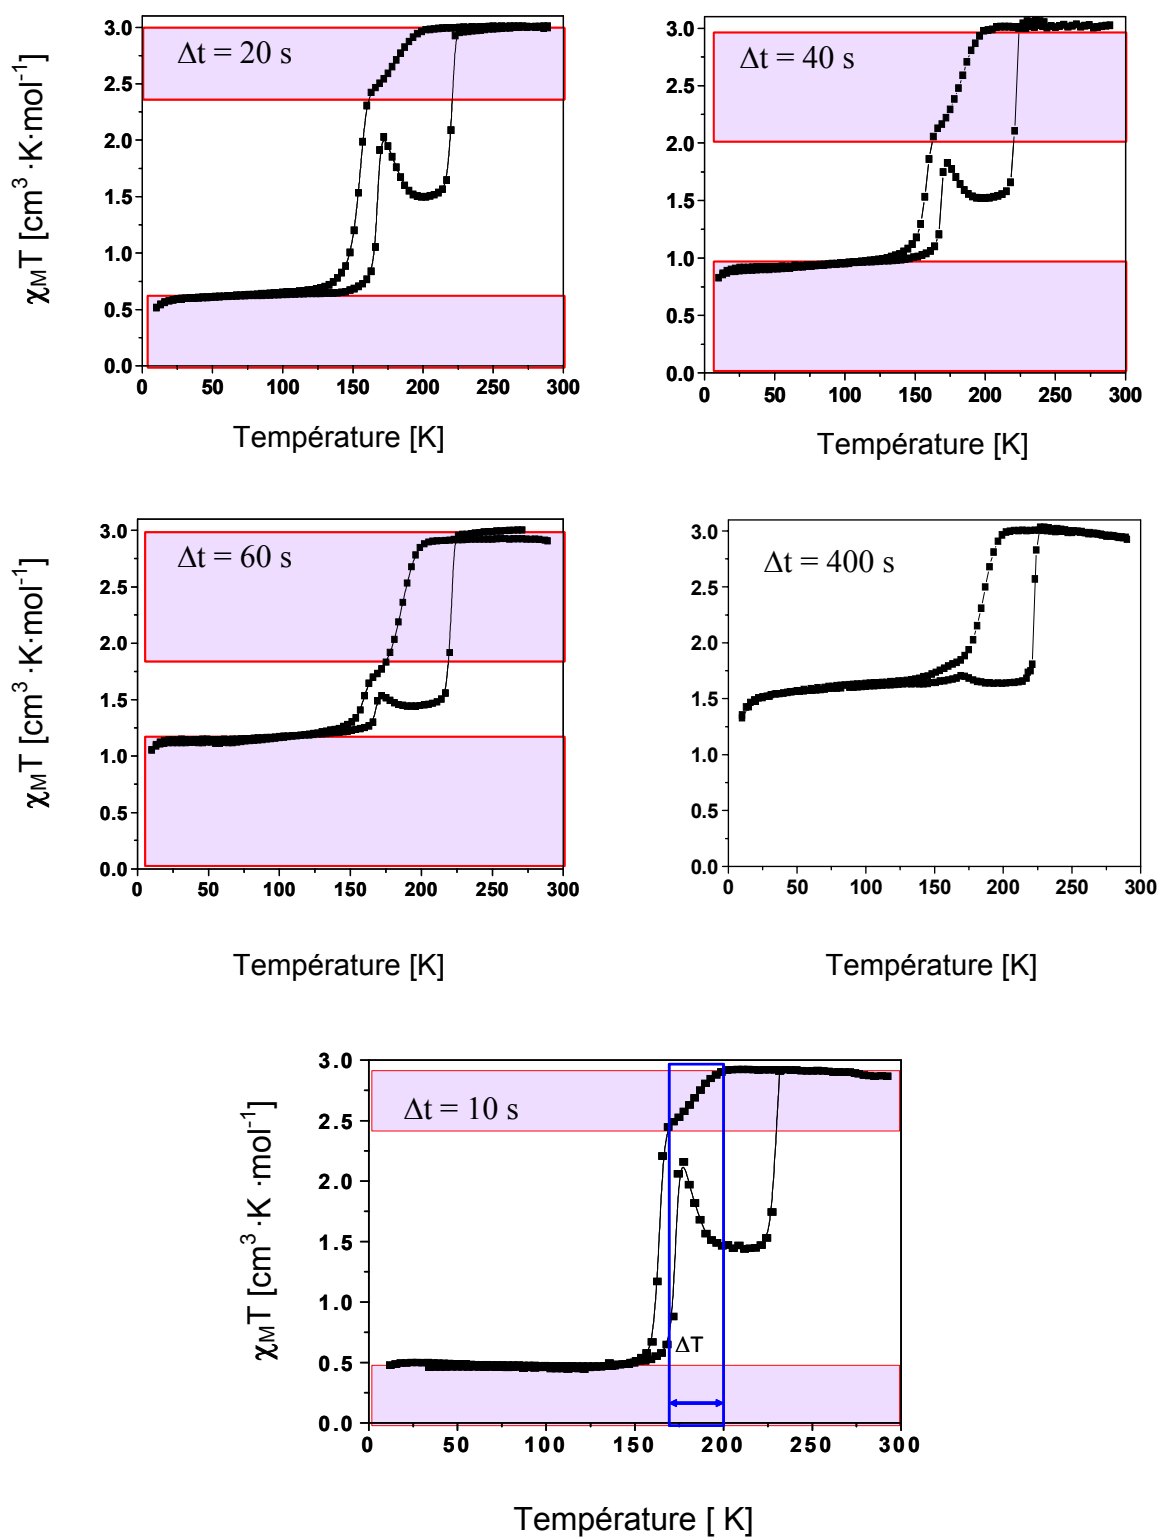 Δt = 20 s
χMT [cm³ ·K·mol⁻¹]
3.0
2.5
2.0
1.5
1.0
0.5
0.0
0 50 100 150 200 250 300
Température [K]
Δt = 40 s
3.0
2.5
2.0
1.5
1.0
0.5
0.0
0 50 100 150 200 250 300
Température [K]
Δt = 60 s
χMT [cm³ ·K·mol⁻¹]
3.0
2.5
2.0
1.5
1.0
0.5
0.0
0 50 100 150 200 250 300
Température [K]
Δt = 400 s
3.0
2.5
2.0
1.5
1.0
0.5
0.0
0 50 100 150 200 250 300
Température [K]
Δt = 10 s
χMT [cm³ ·K ·mol⁻¹]
3.0
2.5
2.0
1.5
1.0
0.5
0.0
ΔT
0 50 100 150 200 250 300
Température [ K]